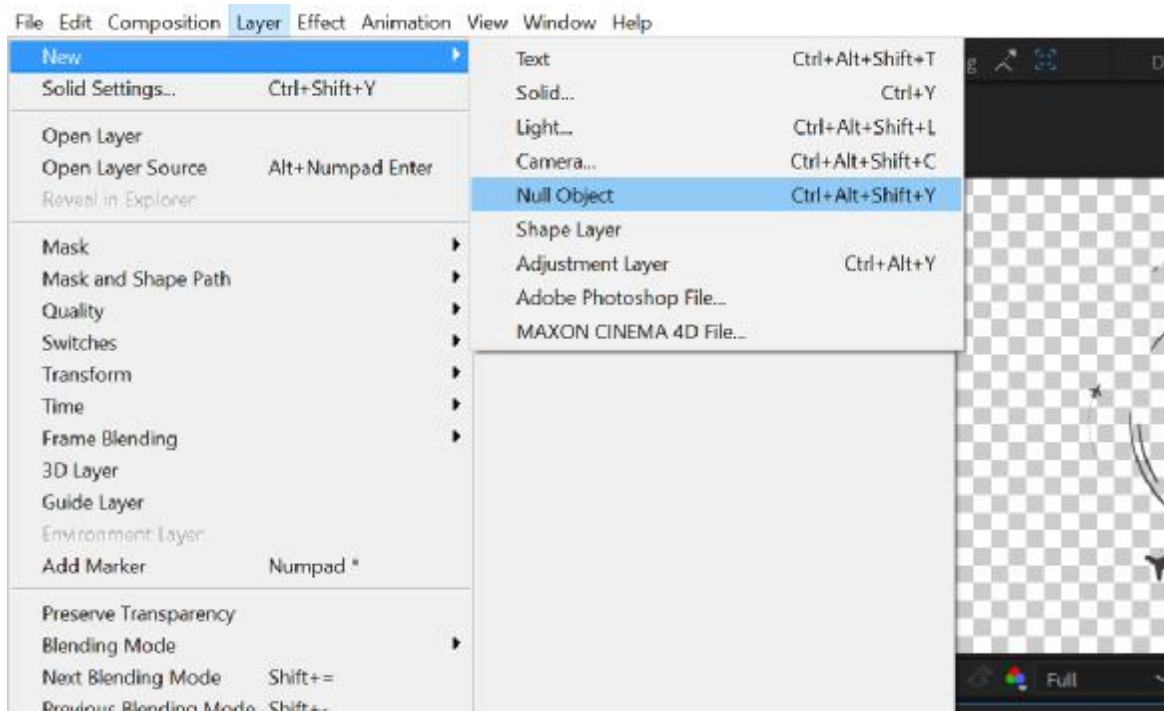 File Edit Composition Layer Effect Animation View Window Help
New
Solid Settings... Ctrl+Shift+Y
Open Layer
Open Layer Source Alt+Numpad Enter
Reveal in Explorer
Mask
Mask and Shape Path
Quality
Switches
Transform
Time
Frame Blending
3D Layer
Guide Layer
Environment Layer
Add Marker Numpad *
Preserve Transparency
Blending Mode
Next Blending Mode Shift+=
Previous Blending Mode Shift+-
Text Ctrl+Alt+Shift+T
Solid... Ctrl+Y
Light... Ctrl+Alt+Shift+L
Camera... Ctrl+Alt+Shift+C
Null Object Ctrl+Alt+Shift+Y
Shape Layer
Adjustment Layer Ctrl+Alt+Y
Adobe Photoshop File...
MAXON CINEMA 4D File...
g D
Full